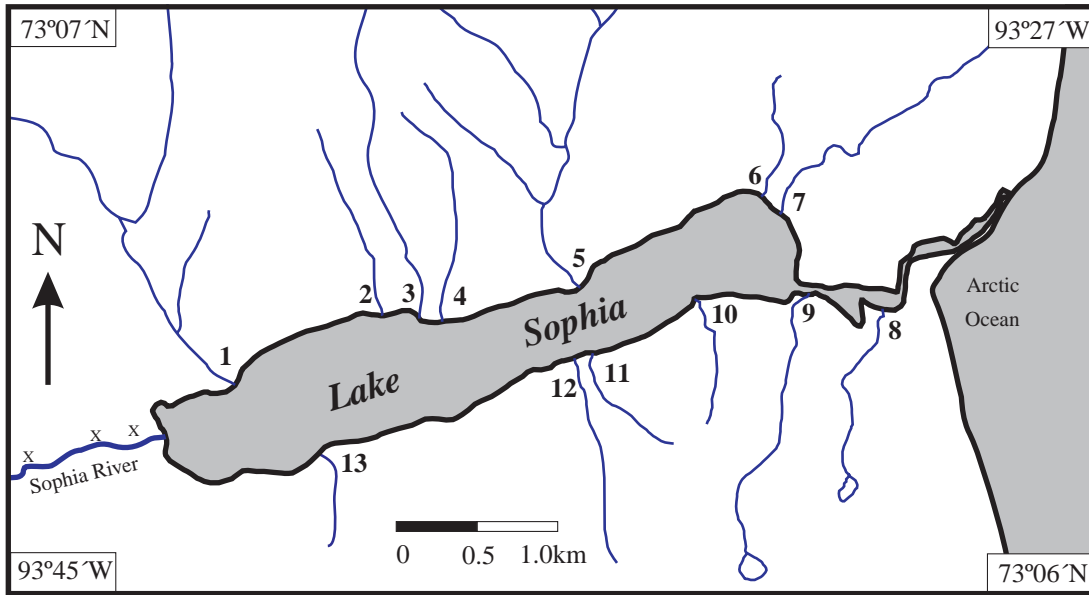 73º07´N
93º27´W
6
7
N
5
2
3
4
Arctic
Ocean
Sophia
10
9
8
1
Lake
12
11
X
X
X
Sophia River
13
0
0.5
1.0km
93º45´W
73º06´N